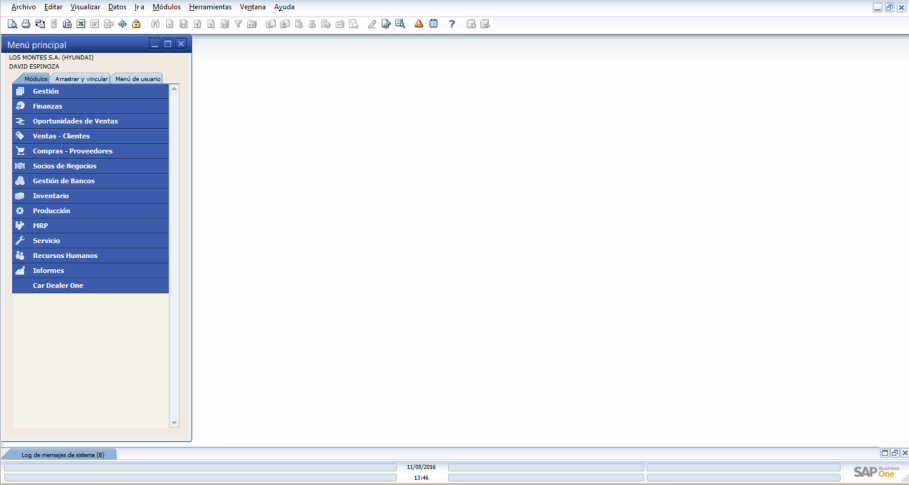 Archivo Editar Visualizar Datos Ir a Módulos Herramientas Ventana Ayuda
Menú principal
LOS MONTES S.A. (HYUNDAI)
DAVID ESPINOZA
Módulos Arrastrar y vincular Menú de usuario
Gestión
Finanzas
Oportunidades de Ventas
Ventas - Clientes
Compras - Proveedores
Socios de Negocios
Gestión de Bancos
Inventario
Producción
MRP
Servicio
Recursos Humanos
Informes
Car Dealer One
Log de mensajes de sistema (8)
11/05/2016
13:46
SAP Business One